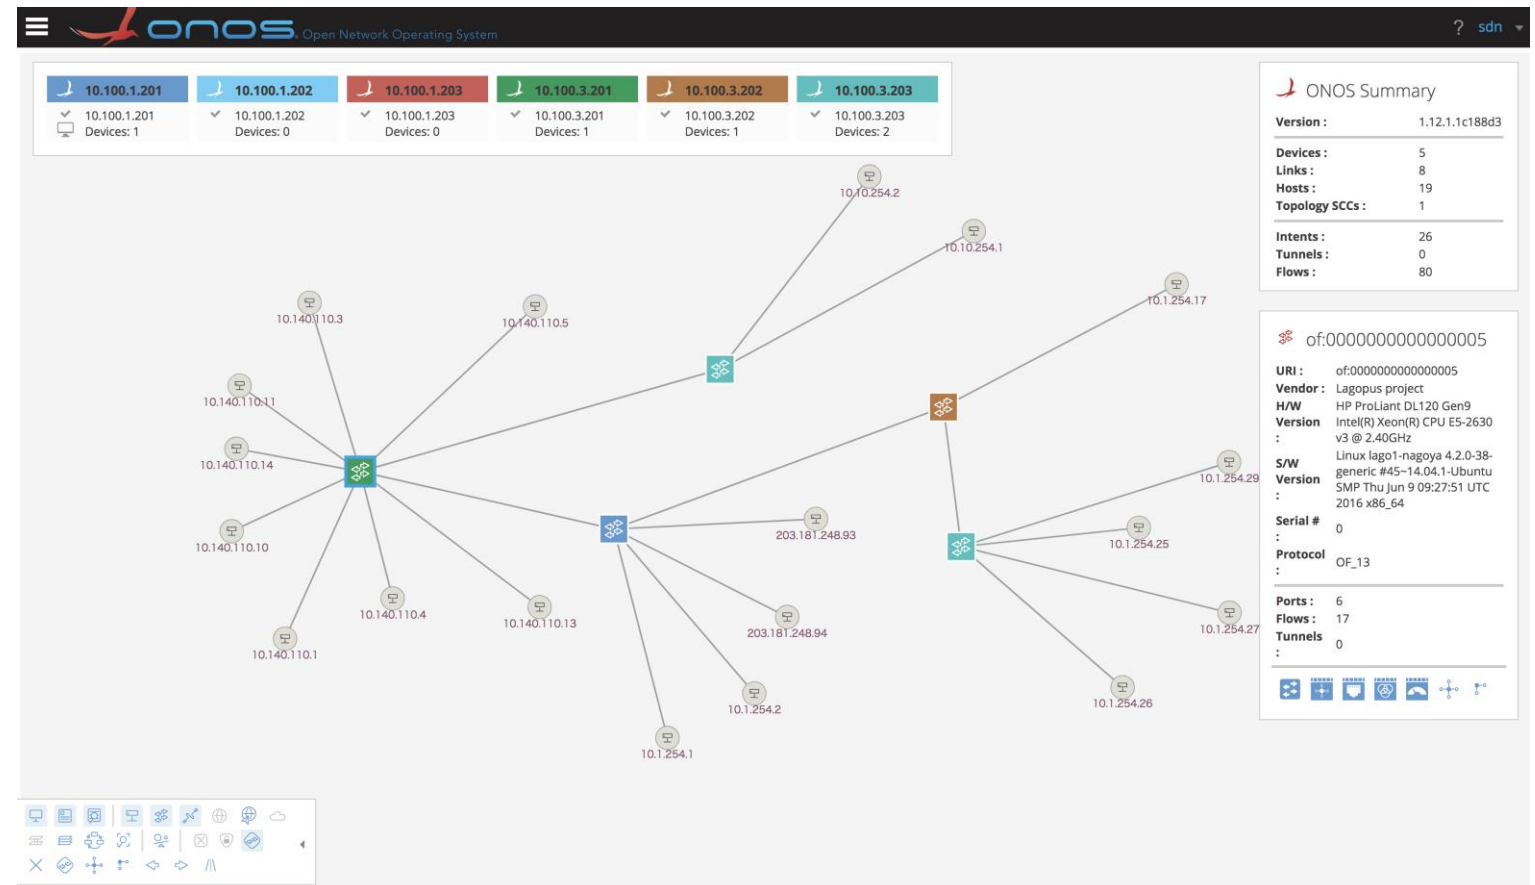 onos. Open Network Operating System
? sdn
10.100.1.201
10.100.1.201
Devices: 1
10.100.1.202
10.100.1.202
Devices: 0
10.100.1.203
10.100.1.203
Devices: 0
10.100.3.201
10.100.3.201
Devices: 1
10.100.3.202
10.100.3.202
Devices: 1
10.100.3.203
10.100.3.203
Devices: 2
ONOS Summary
Version : 1.12.1.1c188d3
Devices : 5
Links : 8
Hosts : 19
Topology SCCs : 1
Intents : 26
Tunnels : 0
Flows : 80
of:0000000000000005
URI : of:0000000000000005
Vendor : Lagopus project
H/W Version : HP ProLiant DL120 Gen9
Intel(R) Xeon(R) CPU E5-2630
v3 @ 2.40GHz
S/W Version : Linux lago1-nagoya 4.2.0-38-
generic #45~14.04.1-Ubuntu
SMP Thu Jun 9 09:27:51 UTC
2016 x86_64
Serial # : 0
Protocol : OF_13
Ports : 6
Flows : 17
Tunnels : 0
10.10.254.2
10.10.254.1
10.1.254.17
10.140.110.3
10.140.110.5
10.140.110.11
10.140.110.14
10.1.254.29
203.181.248.93
10.1.254.25
10.140.110.10
10.140.110.4
10.140.110.13
203.181.248.94
10.1.254.27
10.140.110.1
10.1.254.2
10.1.254.26
10.1.254.1